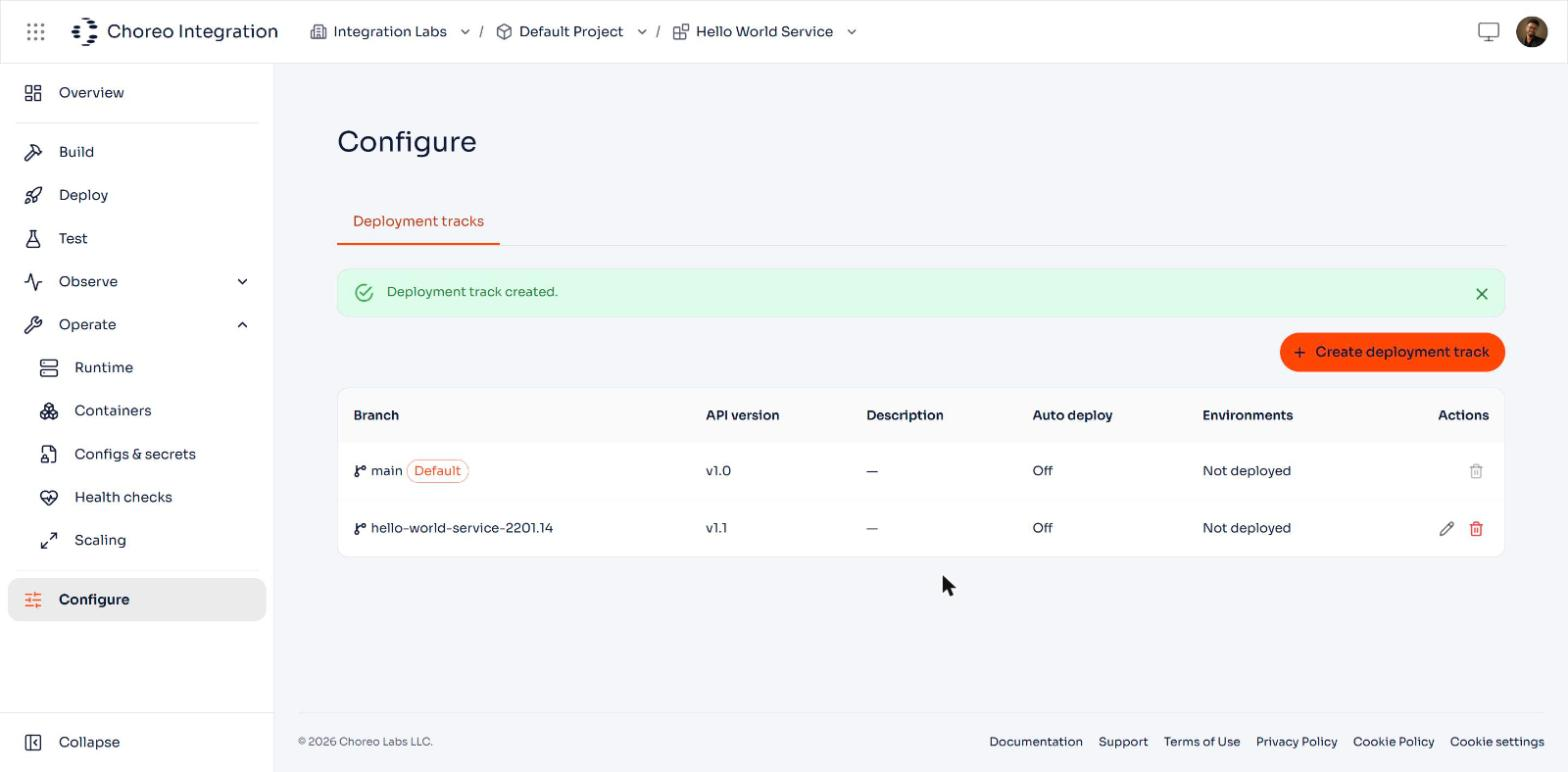 Choreo Integration
Integration Labs / Default Project / Hello World Service
Overview
Build
Deploy
Test
Observe
Operate
Runtime
Containers
Configs & secrets
Health checks
Scaling
Configure
Collapse
Configure
Deployment tracks
Deployment track created.
+ Create deployment track
Branch API version Description Auto deploy Environments Actions
main Default v1.0 — Off Not deployed
hello-world-service-2201.14 v1.1 — Off Not deployed
© 2026 Choreo Labs LLC. Documentation Support Terms of Use Privacy Policy Cookie Policy Cookie settings